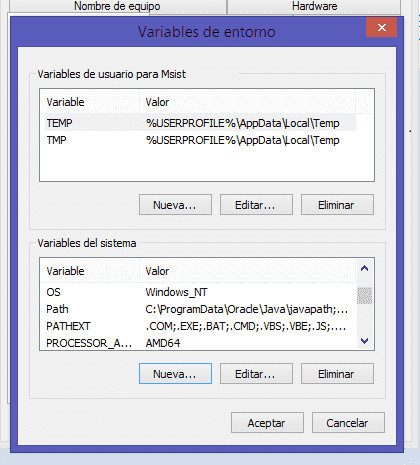 Nombre de equipo Hardware
Variables de entorno
Variables de usuario para Msist
Variable Valor
TEMP %USERPROFILE%\AppData\Local\Temp
TMP %USERPROFILE%\AppData\Local\Temp
Nueva... Editar... Eliminar
Variables del sistema
Variable Valor
OS Windows_NT
Path C:\ProgramData\Oracle\Java\javapath;...
PATHEXT .COM;.EXE;.BAT;.CMD;.VBS;.VBE;.JS;....
PROCESSOR_A... AMD64
Nueva... Editar... Eliminar
Aceptar Cancelar